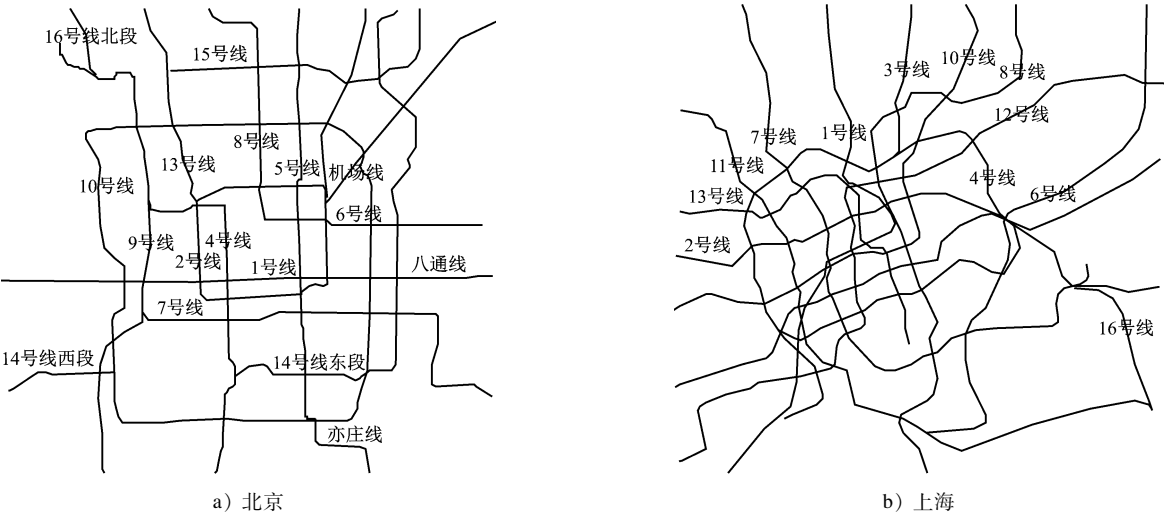 16号线北段
15号线
8号线
13号线
5号线
机场线
10号线
6号线
9号线
4号线
2号线
1号线
八通线
7号线
14号线西段
14号线东段
亦庄线
a）北京
10号线
3号线
8号线
12号线
7号线
1号线
11号线
4号线
13号线
6号线
2号线
16号线
b）上海